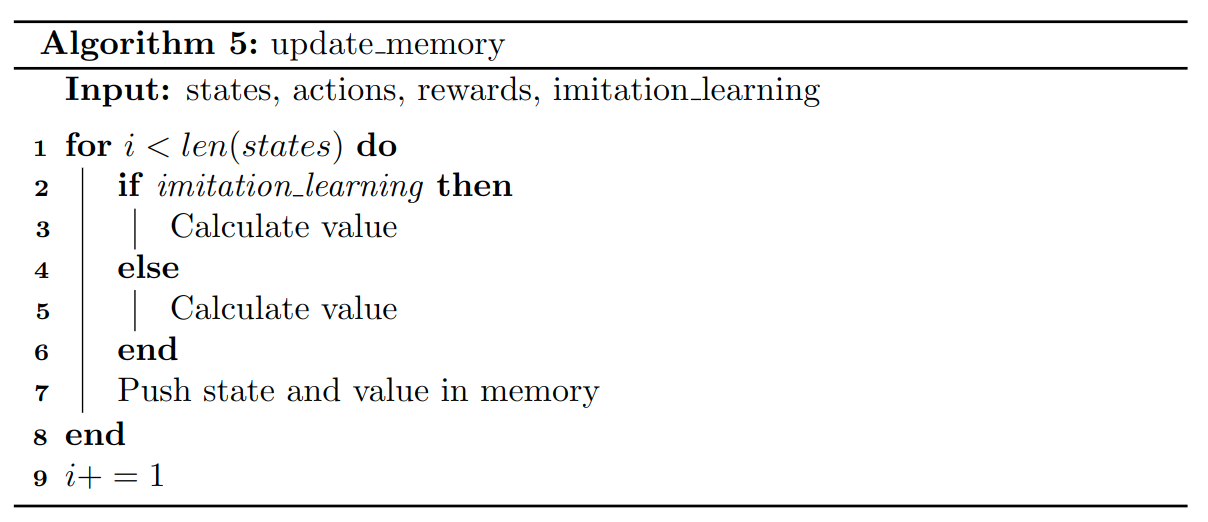 Algorithm 5: update_memory
Input: states, actions, rewards, imitation_learning
1 for i < len(states) do
2 if imitation_learning then
3 Calculate value
4 else
5 Calculate value
6 end
7 Push state and value in memory
8 end
9 i+ = 1